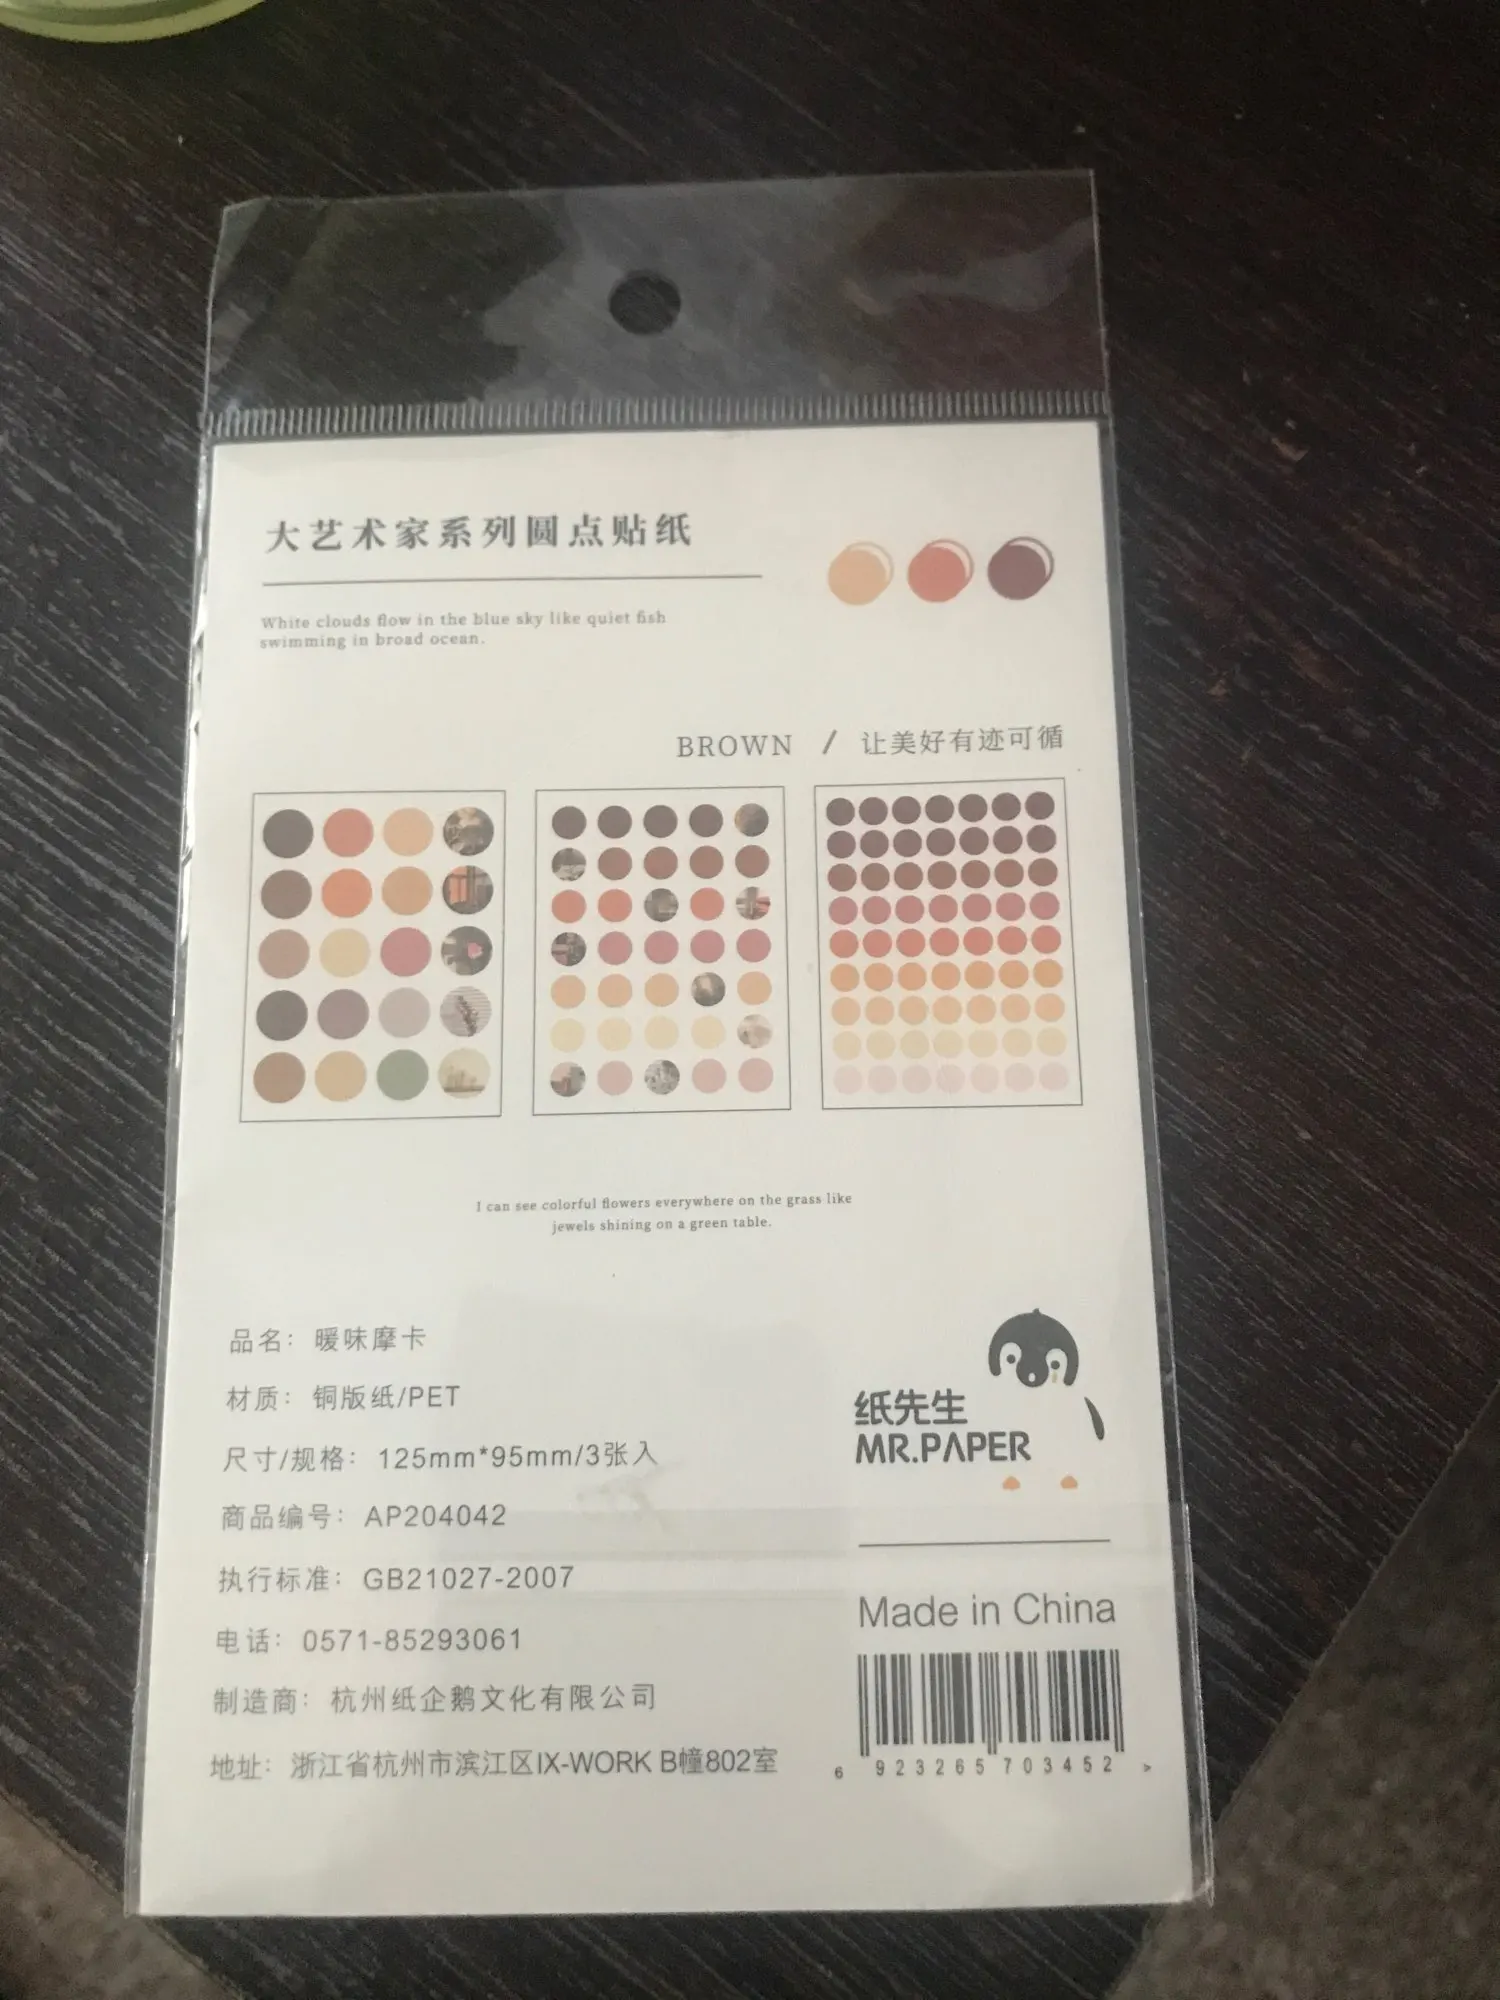 大艺术家系列圆点贴纸
White clouds flow in the blue sky like quiet fish
swimming in broad ocean.
BROWN / 让美好有迹可循
I can see colorful flowers everywhere on the grass like
jewels shining on a green table.
品名：暖味摩卡
材质：铜版纸/PET
尺寸/规格：125mm*95mm/3张入
商品编号：AP204042
执行标准：GB21027-2007
电话：0571-85293061
制造商：杭州纸企鹅文化有限公司
地址：浙江省杭州市滨江区IX-WORK B幢802室
纸先生
MR.PAPER
Made in China
6 923265 703452 >